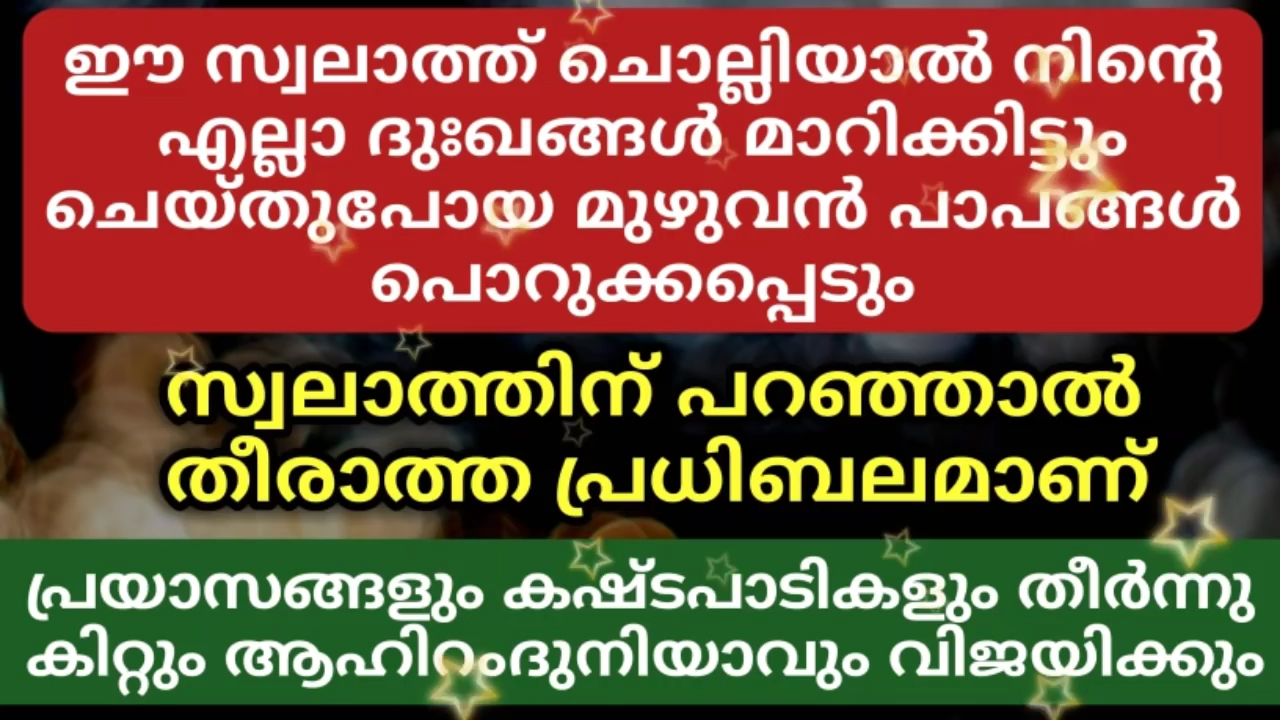 ഈ സ്വലാത്ത് ചൊല്ലിയാൽ നിന്റെ
എല്ലാ ദുഃഖങ്ങൾ മാറിക്കിട്ടും
ചെയ്തുപോയ മുഴുവൻ പാപങ്ങൾ
പൊറുക്കപ്പെടും
സ്വലാത്തിന് പറഞ്ഞാൽ
തീരാത്ത പ്രധിബലമാണ്
പ്രയാസങ്ങളും കഷ്ടപാടികളും തീർന്നു
കിറ്റും ആഹിറംദുനിയാവും വിജയിക്കും